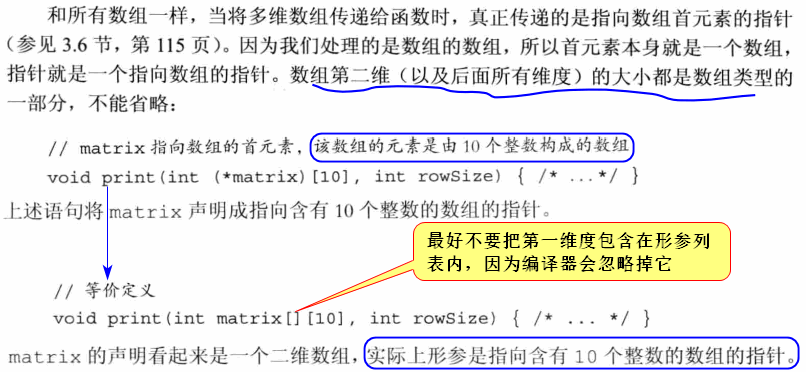 和所有数组一样，当将多维数组传递给函数时，真正传递的是指向数组首元素的指针
（参见 3.6 节，第 115 页）。因为我们处理的是数组的数组，所以首元素本身就是一个数组，
指针就是一个指向数组的指针。数组第二维（以及后面所有维度）的大小都是数组类型的
一部分，不能省略：
// matrix 指向数组的首元素，该数组的元素是由 10 个整数构成的数组
void print(int (*matrix)[10], int rowSize) { /* ...*/ }
上述语句将 matrix 声明成指向含有 10 个整数的数组的指针。
最好不要把第一维度包含在形参列
表内，因为编译器会忽略掉它
// 等价定义
void print(int matrix[][10], int rowSize) { /* ... */ }
matrix 的声明看起来是一个二维数组，实际上形参是指向含有 10 个整数的数组的指针。